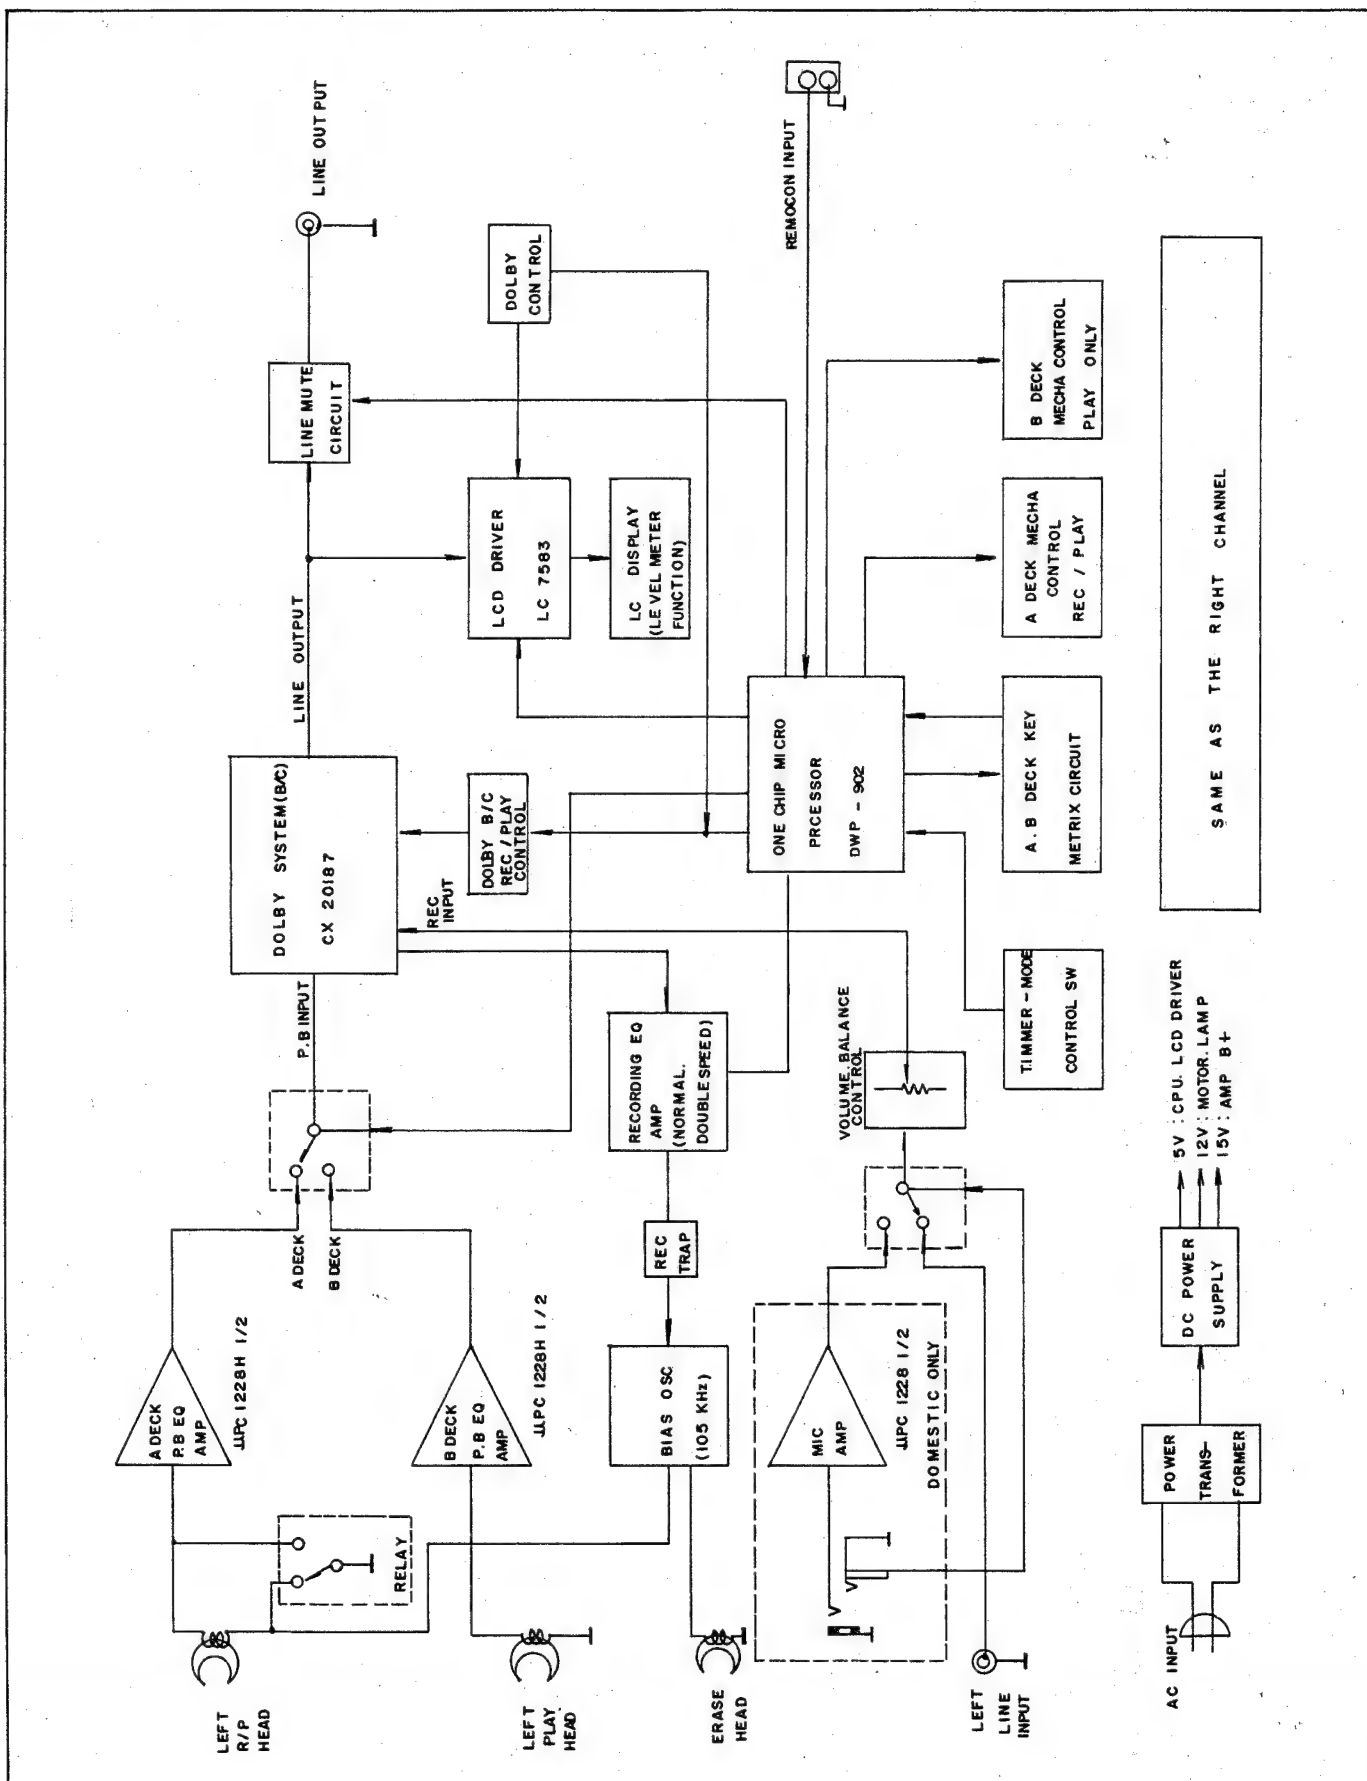 LEFT
R/P
HEAD
RELAY
A DECK
P.B EQ
AMP
µPC 1228H 1/2
A DECK
B DECK
P.B INPUT
DOLBY SYSTEM(B/C)
CX 20187
LINE OUTPUT
LINE MUTE
CIRCUIT
LINE OUTPUT
LEFT
PLAY
HEAD
B DECK
P.B EQ
AMP
µPC 1228H 1/2
REC
INPUT
DOLBY B/C
REC/PLAY
CONTROL
LCD DRIVER
LC 7583
LC DISPLAY
(LEVEL METER
FUNCTION)
DOLBY
CONTROL
ERASE
HEAD
BIAS OSC
(105 KHz)
REC
TRAP
RECORDING EQ
AMP
(NORMAL.
DOUBLESPEED)
ONE CHIP MICRO
PRCESSOR
DWP - 902
REMOCON INPUT
MIC
AMP
µPC 1228 1/2
DOMESTIC ONLY
VOLUME. BALANCE
CONTROL
LEFT
LINE
INPUT
TIMMER - MODE
CONTROL SW
A. B DECK KEY
METRIX CIRCUIT
A DECK MECHA
CONTROL
REC / PLAY
B DECK
MECHA CONTROL
PLAY ONLY
AC INPUT
POWER
TRANS-
FORMER
DC POWER
SUPPLY
5V : CPU. LCD DRIVER
12V : MOTOR. LAMP
15V : AMP B+
SAME AS THE RIGHT CHANNEL